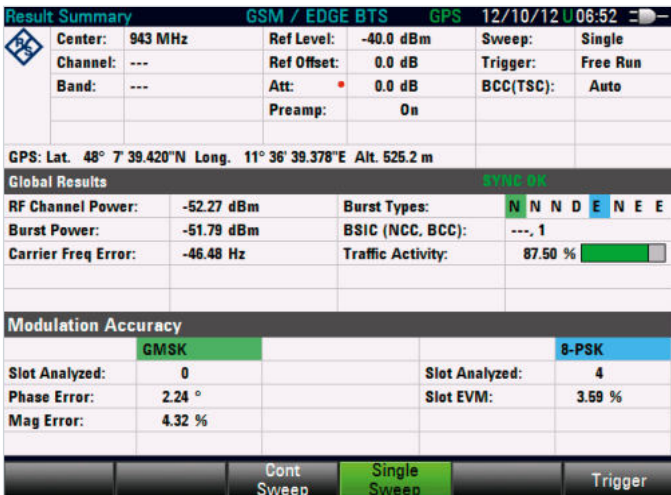 Result Summary GSM / EDGE BTS GPS 12/10/12 U 06:52
R&S Center: 943 MHz Ref Level: -40.0 dBm Sweep: Single
Channel: --- Ref Offset: 0.0 dB Trigger: Free Run
Band: --- Att: 0.0 dB BCC(TSC): Auto
Preamp: On
GPS: Lat. 48° 7' 39.420"N Long. 11° 36' 39.378"E Alt. 525.2 m
Global Results SYNC OK
RF Channel Power: -52.27 dBm Burst Types: N N N D E N E E
Burst Power: -51.79 dBm BSIC (NCC, BCC): ---, 1
Carrier Freq Error: -46.48 Hz Traffic Activity: 87.50 %
Modulation Accuracy
GMSK 8-PSK
Slot Analyzed: 0 Slot Analyzed: 4
Phase Error: 2.24 ° Slot EVM: 3.59 %
Mag Error: 4.32 %
Cont Sweep Single Sweep Trigger